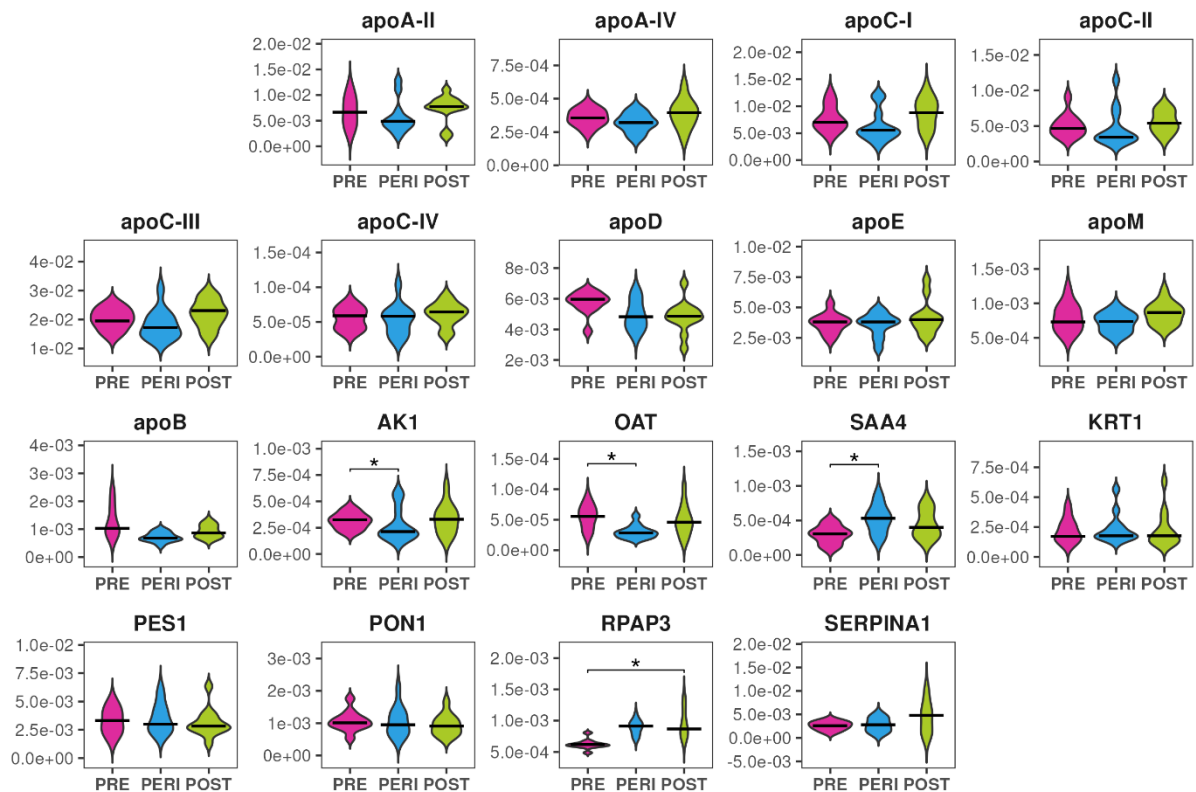 apoA-II apoA-IV apoC-I apoC-II
2.0e-02 1.5e-02 1.0e-02 5.0e-03 0.0e+00
7.5e-04 5.0e-04 2.5e-04 0.0e+00
2.0e-02 1.5e-02 1.0e-02 5.0e-03 0.0e+00
1.5e-02 1.0e-02 5.0e-03 0.0e+00
PRE PERI POST PRE PERI POST PRE PERI POST PRE PERI POST
apoC-III apoC-IV apoD apoE apoM
4e-02 3e-02 2e-02 1e-02
1.5e-04 1.0e-04 5.0e-05 0.0e+00
8e-03 6e-03 4e-03 2e-03
1.0e-02 7.5e-03 5.0e-03 2.5e-03
1.5e-03 1.0e-03 5.0e-04
PRE PERI POST PRE PERI POST PRE PERI POST PRE PERI POST PRE PERI POST
apoB AK1 OAT SAA4 KRT1
4e-03 3e-03 2e-03 1e-03 0e+00
1.0e-03 7.5e-04 5.0e-04 2.5e-04 0.0e+00 *
1.5e-04 1.0e-04 5.0e-05 0.0e+00 *
1.5e-03 1.0e-03 5.0e-04 0.0e+00 *
7.5e-04 5.0e-04 2.5e-04 0.0e+00
PRE PERI POST PRE PERI POST PRE PERI POST PRE PERI POST PRE PERI POST
PES1 PON1 RPAP3 SERPINA1
1.0e-02 7.5e-03 5.0e-03 2.5e-03 0.0e+00
3e-03 2e-03 1e-03 0e+00
2.0e-03 1.5e-03 1.0e-03 5.0e-04 *
2.0e-02 1.5e-02 1.0e-02 5.0e-03 0.0e+00 -5.0e-03
PRE PERI POST PRE PERI POST PRE PERI POST PRE PERI POST